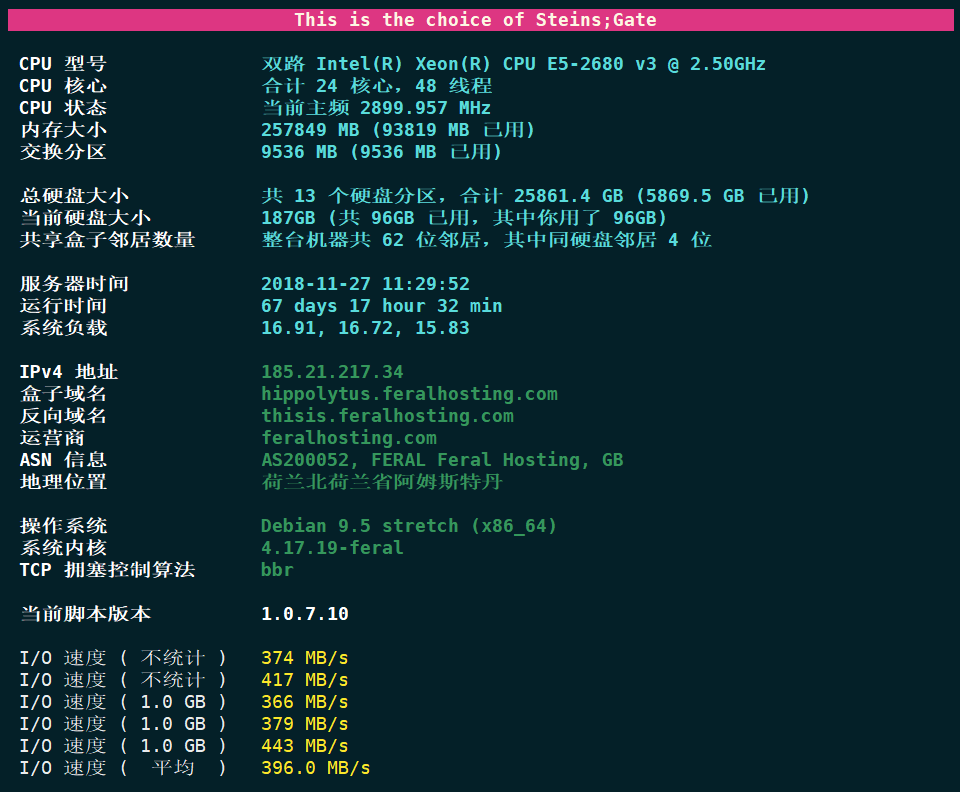 This is the choice of Steins;Gate
CPU 型号 双路 Intel(R) Xeon(R) CPU E5-2680 v3 @ 2.50GHz
CPU 核心 合计 24 核心，48 线程
CPU 状态 当前主频 2899.957 MHz
内存大小 257849 MB (93819 MB 已用)
交换分区 9536 MB (9536 MB 已用)
总硬盘大小 共 13 个硬盘分区，合计 25861.4 GB (5869.5 GB 已用)
当前硬盘大小 187GB (共 96GB 已用，其中你用了 96GB)
共享盒子邻居数量 整台机器共 62 位邻居，其中同硬盘邻居 4 位
服务器时间 2018-11-27 11:29:52
运行时间 67 days 17 hour 32 min
系统负载 16.91, 16.72, 15.83
IPv4 地址 185.21.217.34
盒子域名 hippolytus.feralhosting.com
反向域名 thisis.feralhosting.com
运营商 feralhosting.com
ASN 信息 AS200052, FERAL Feral Hosting, GB
地理位置 荷兰北荷兰省阿姆斯特丹
操作系统 Debian 9.5 stretch (x86_64)
系统内核 4.17.19-feral
TCP 拥塞控制算法 bbr
当前脚本版本 1.0.7.10
I/O 速度 ( 不统计 ) 374 MB/s
I/O 速度 ( 不统计 ) 417 MB/s
I/O 速度 ( 1.0 GB ) 366 MB/s
I/O 速度 ( 1.0 GB ) 379 MB/s
I/O 速度 ( 1.0 GB ) 443 MB/s
I/O 速度 ( 平均 ) 396.0 MB/s